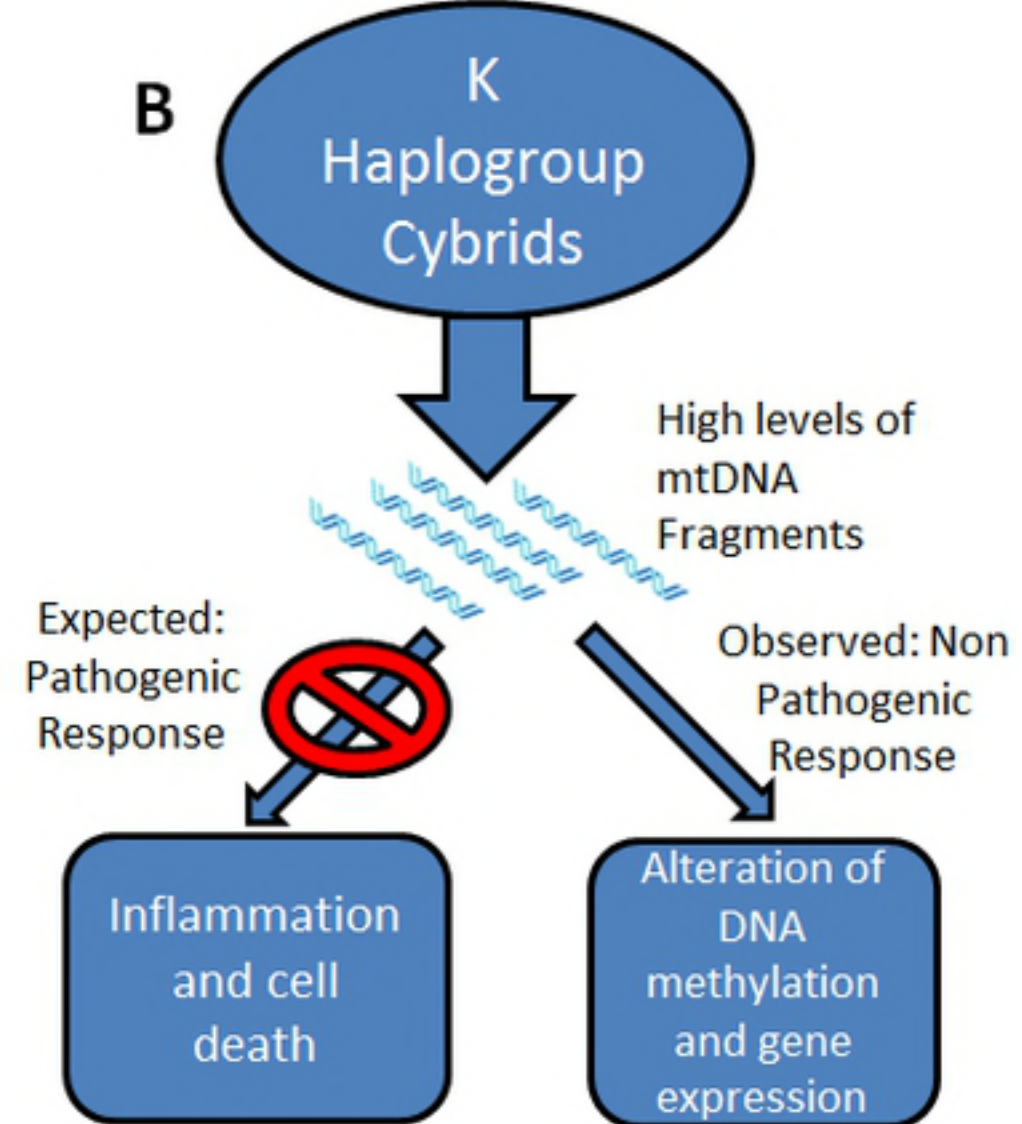 B
K
Haplogroup
Cybrids
High levels of
mtDNA
Fragments
Expected:
Pathogenic
Response
Observed: Non
Pathogenic
Response
Inflammation
and cell
death
Alteration of
DNA
methylation
and gene
expression